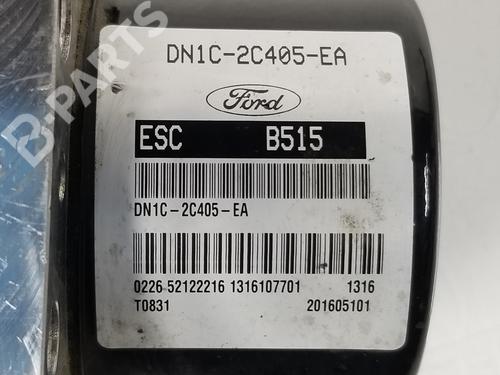 DN1C-2C405-EA
Ford
ESC B515
DN1C-2C405-EA
0226 52122216 1316107701 1316
T0831 201605101
B-PARTS